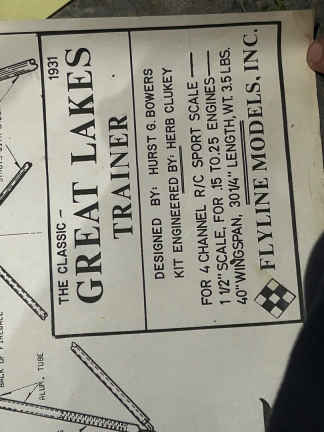 THE CLASSIC – 1931
GREAT LAKES
TRAINER
DESIGNED BY: HURST G. BOWERS
KIT ENGINEERED BY: HERB CLUKEY
FOR 4 CHANNEL R/C SPORT SCALE —
1 1/2" SCALE, FOR .15 TO .25 ENGINES —
40" WINGSPAN, 30 1/4" LENGTH, WT. 3.5 LBS.
FLYLINE MODELS, INC.
BACK OF FIREWALL
ALUM. TUBE